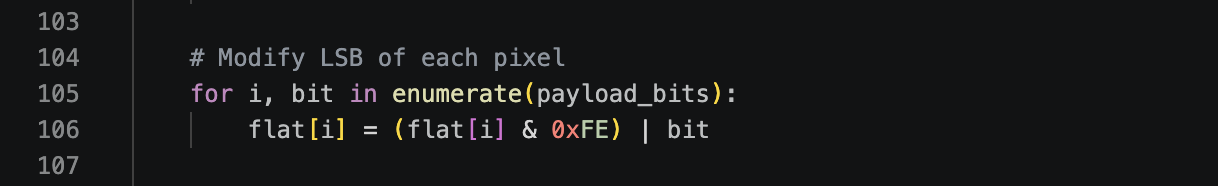 103
104 # Modify LSB of each pixel
105 for i, bit in enumerate(payload_bits):
106 flat[i] = (flat[i] & 0xFE) | bit
107